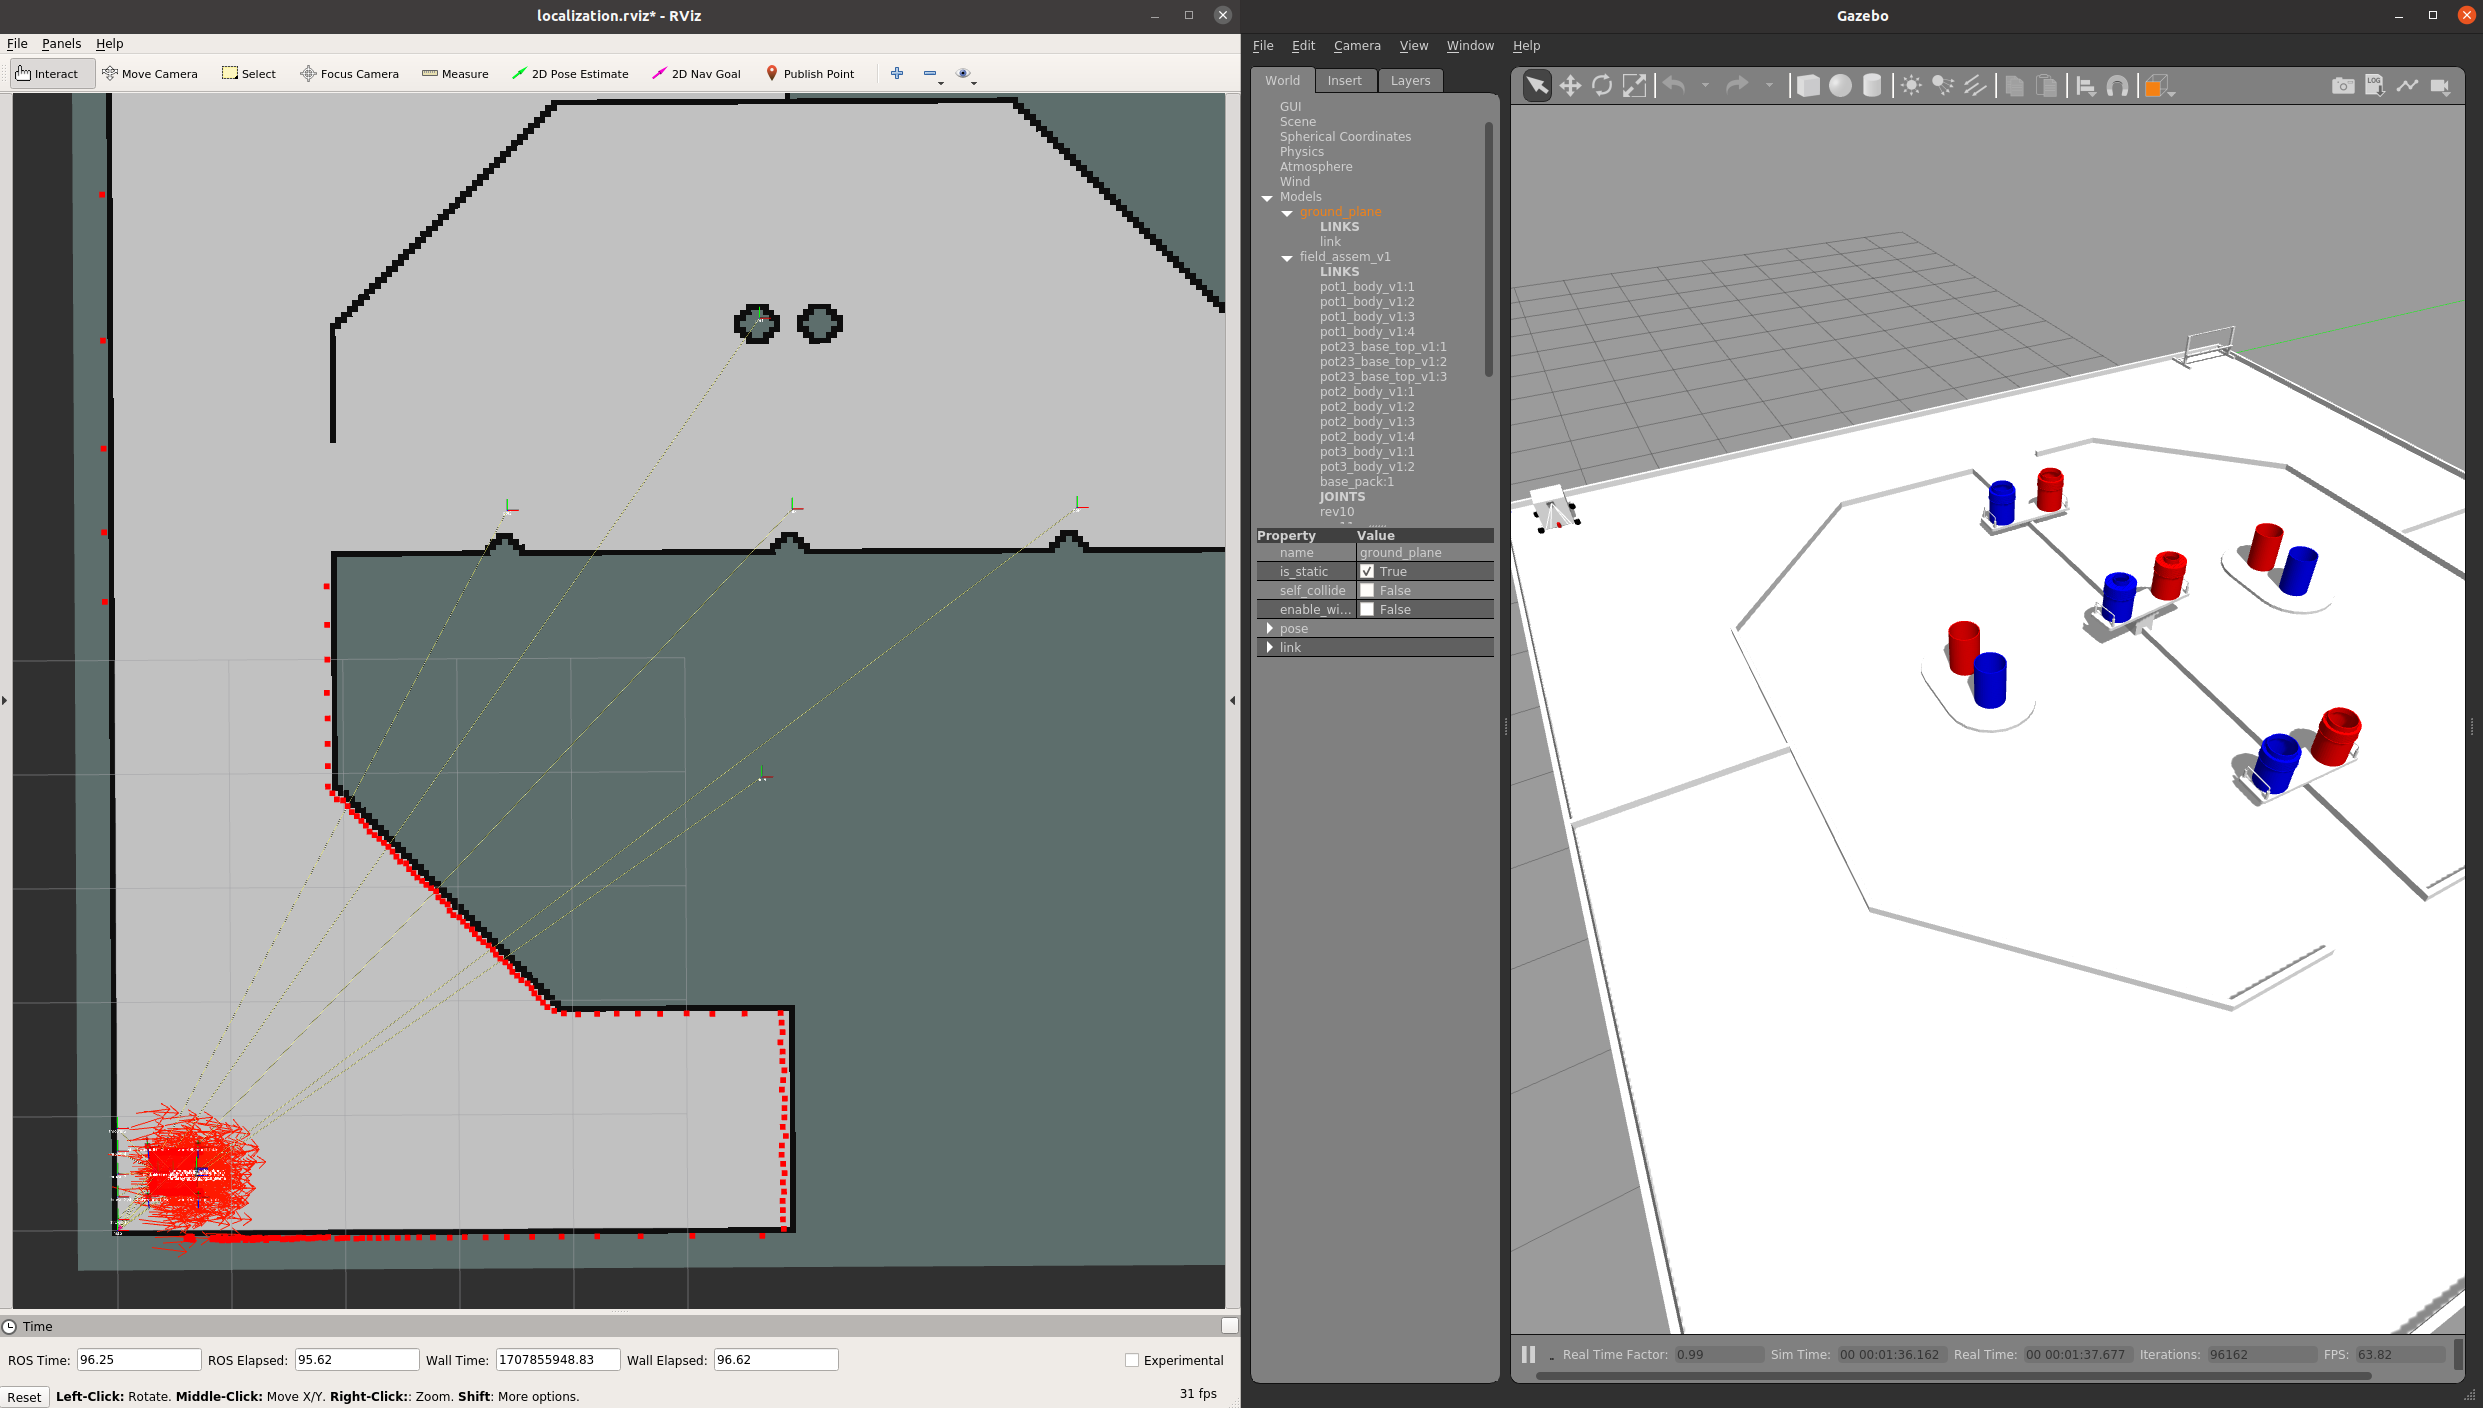 localization.rviz* - RViz
File Panels Help
Interact Move Camera Select Focus Camera Measure 2D Pose Estimate 2D Nav Goal Publish Point
Time
ROS Time: 96.25 ROS Elapsed: 95.62 Wall Time: 1707855948.83 Wall Elapsed: 96.62 Experimental
Reset Left-Click: Rotate. Middle-Click: Move X/Y. Right-Click:: Zoom. Shift: More options. 31 fps
Gazebo
File Edit Camera View Window Help
World Insert Layers
LOG
GUI
Scene
Spherical Coordinates
Physics
Atmosphere
Wind
Models
ground_plane
LINKS
link
field_assem_v1
LINKS
pot1_body_v1:1
pot1_body_v1:2
pot1_body_v1:3
pot1_body_v1:4
pot23_base_top_v1:1
pot23_base_top_v1:2
pot23_base_top_v1:3
pot2_body_v1:1
pot2_body_v1:2
pot2_body_v1:3
pot2_body_v1:4
pot3_body_v1:1
pot3_body_v1:2
base_pack:1
JOINTS
rev10
Property Value
name ground_plane
is_static True
self_collide False
enable_wi... False
pose
link
Real Time Factor: 0.99 Sim Time: 00 00:01:36.162 Real Time: 00 00:01:37.677 Iterations: 96162 FPS: 63.82